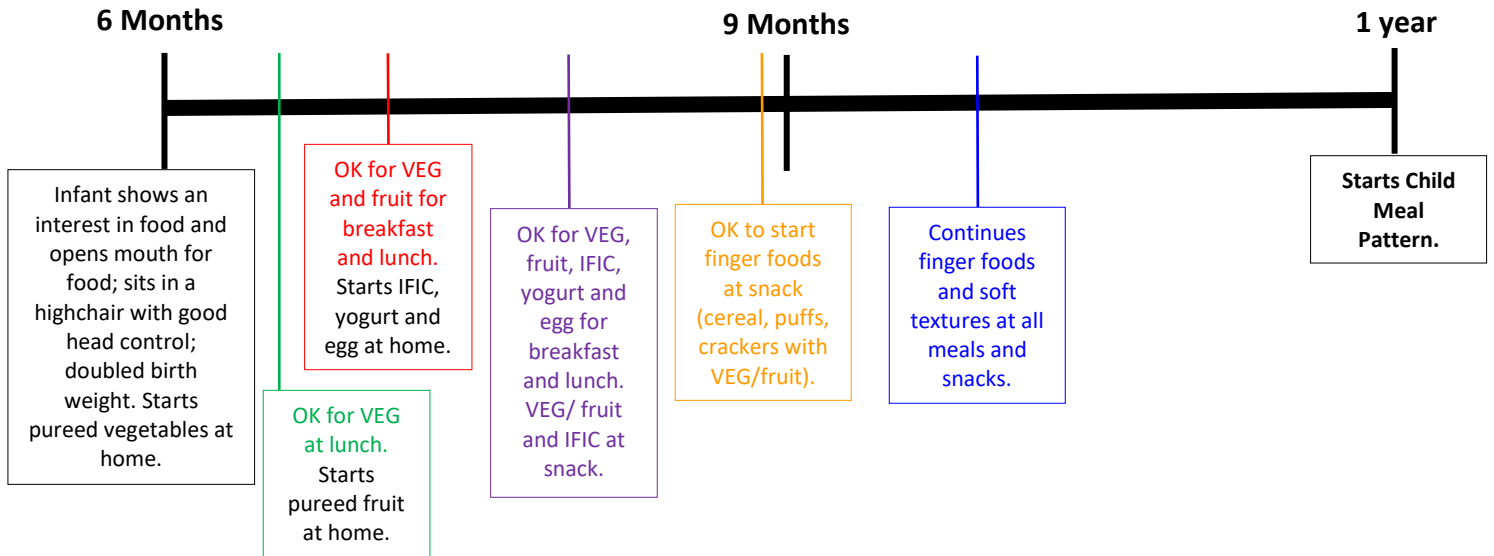 6 Months
9 Months
1 year
Infant shows an
interest in food and
opens mouth for
food; sits in a
highchair with good
head control;
doubled birth
weight. Starts
pureed vegetables at
home.
OK for VEG
at lunch.
Starts
pureed fruit
at home.
OK for VEG
and fruit for
breakfast
and lunch.
Starts IFIC,
yogurt and
egg at home.
OK for VEG,
fruit, IFIC,
yogurt and
egg for
breakfast
and lunch.
VEG/ fruit
and IFIC at
snack.
OK to start
finger foods
at snack
(cereal, puffs,
crackers with
VEG/fruit).
Continues
finger foods
and soft
textures at all
meals and
snacks.
Starts Child
Meal
Pattern.